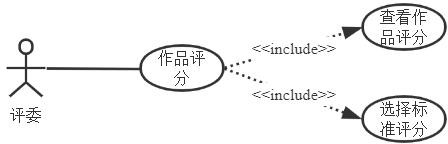 查看作
品评分
<<include>>
作品评
分
评委
<<include>>
选择标
准评分